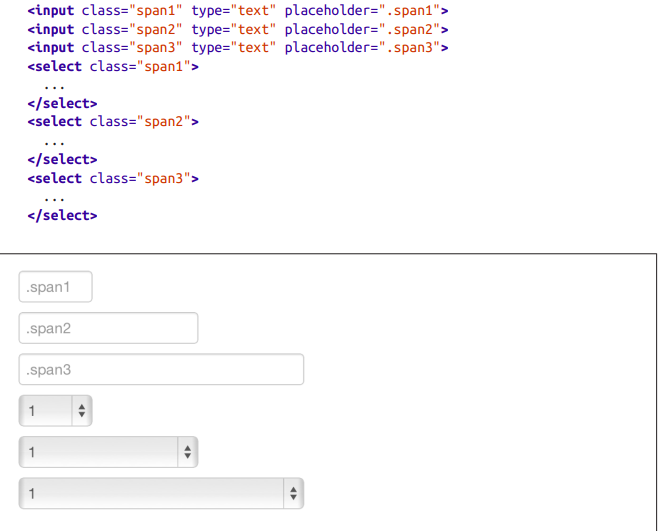 <input class="span1" type="text" placeholder=".span1">
<input class="span2" type="text" placeholder=".span2">
<input class="span3" type="text" placeholder=".span3">
<select class="span1">
  ...
</select>
<select class="span2">
  ...
</select>
<select class="span3">
  ...
</select>
.span1
.span2
.span3
1
1
1